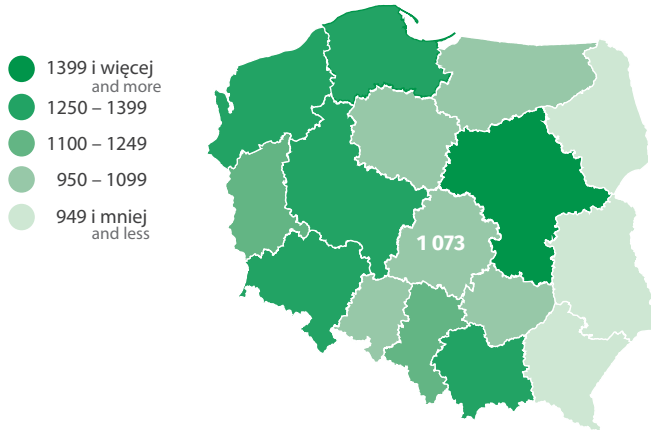 1399 i więcej
and more
1250 – 1399
1100 – 1249
950 – 1099
949 i mniej
and less
1 073